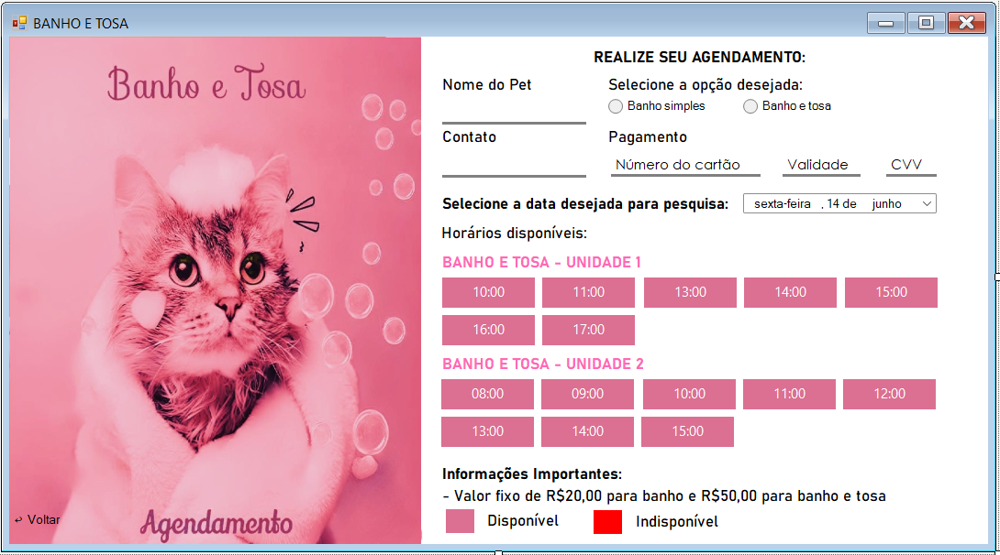 BANHO E TOSA
Banho e Tosa
↩ Voltar
Agendamento
REALIZE SEU AGENDAMENTO:
Nome do Pet
Selecione a opção desejada:
Banho simples Banho e tosa
Contato
Pagamento
Número do cartão Validade CVV
Selecione a data desejada para pesquisa: sexta-feira , 14 de junho
Horários disponíveis:
BANHO E TOSA - UNIDADE 1
10:00 11:00 13:00 14:00 15:00
16:00 17:00
BANHO E TOSA - UNIDADE 2
08:00 09:00 10:00 11:00 12:00
13:00 14:00 15:00
Informações Importantes:
- Valor fixo de R$20,00 para banho e R$50,00 para banho e tosa
Disponível Indisponível